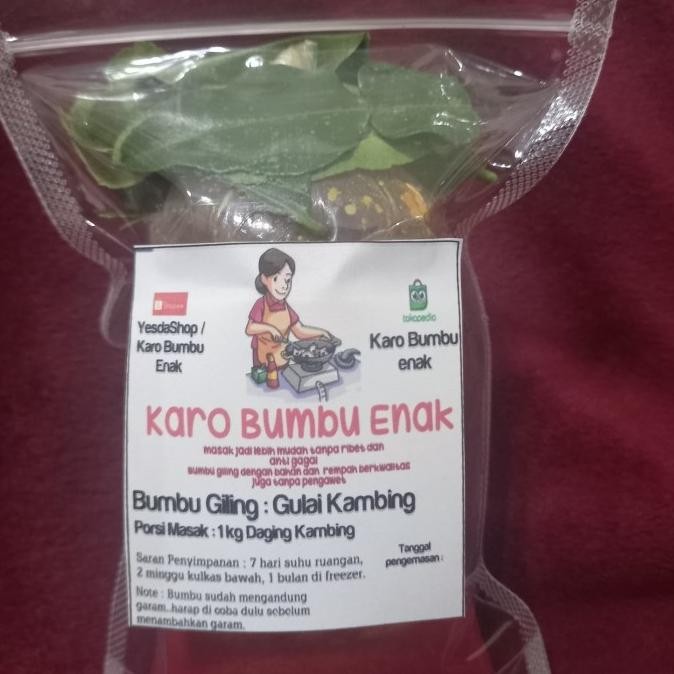 Shopee
YesdaShop /
Karo Bumbu
Enak
tokopedia
Karo Bumbu
enak
Karo Bumbu Enak
masak jadi lebih mudah tanpa ribet dan
anti gagal
Bumbu giling dengan bahan dan rempah berkwalitas
juga tanpa pengawet
Bumbu Giling : Gulai Kambing
Porsi Masak : 1 kg Daging Kambing
Saran Penyimpanan : 7 hari suhu ruangan,
2 minggu kulkas bawah, 1 bulan di freezer.
Tanggal
pengemasan :
Note : Bumbu sudah mengandung
garam..harap di coba dulu sebelum
menambahkan garam.